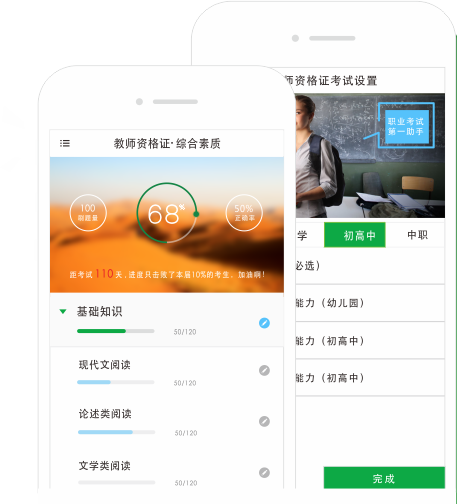 教师资格证·综合素质
100
刷题量
68%
50%
正确率
距考试 110 天,进度只击败了本届10%的考生。加油啊!
基础知识
50/120
现代文阅读
50/120
论述类阅读
50/120
文学类阅读
50/120
师资格证考试设置
职业考试
第一助手
学
初高中
中职
必选）
能力（幼儿园）
能力（初高中）
能力（初高中）
完成